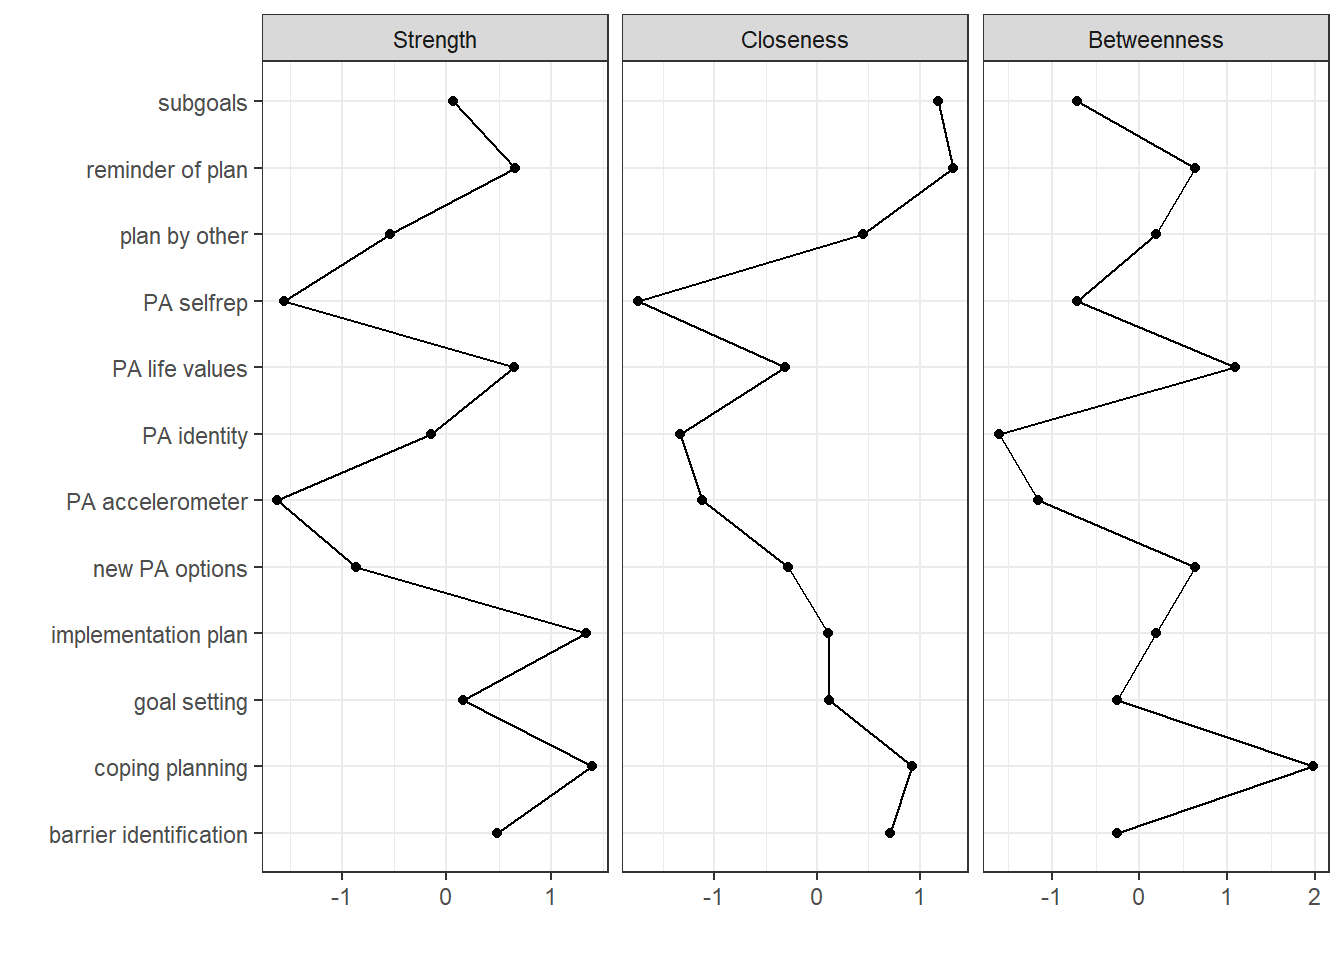 Strength Closeness Betweenness
subgoals
reminder of plan
plan by other
PA selfrep
PA life values
PA identity
PA accelerometer
new PA options
implementation plan
goal setting
coping planning
barrier identification
-1 0 1 -1 0 1 -1 0 1 2